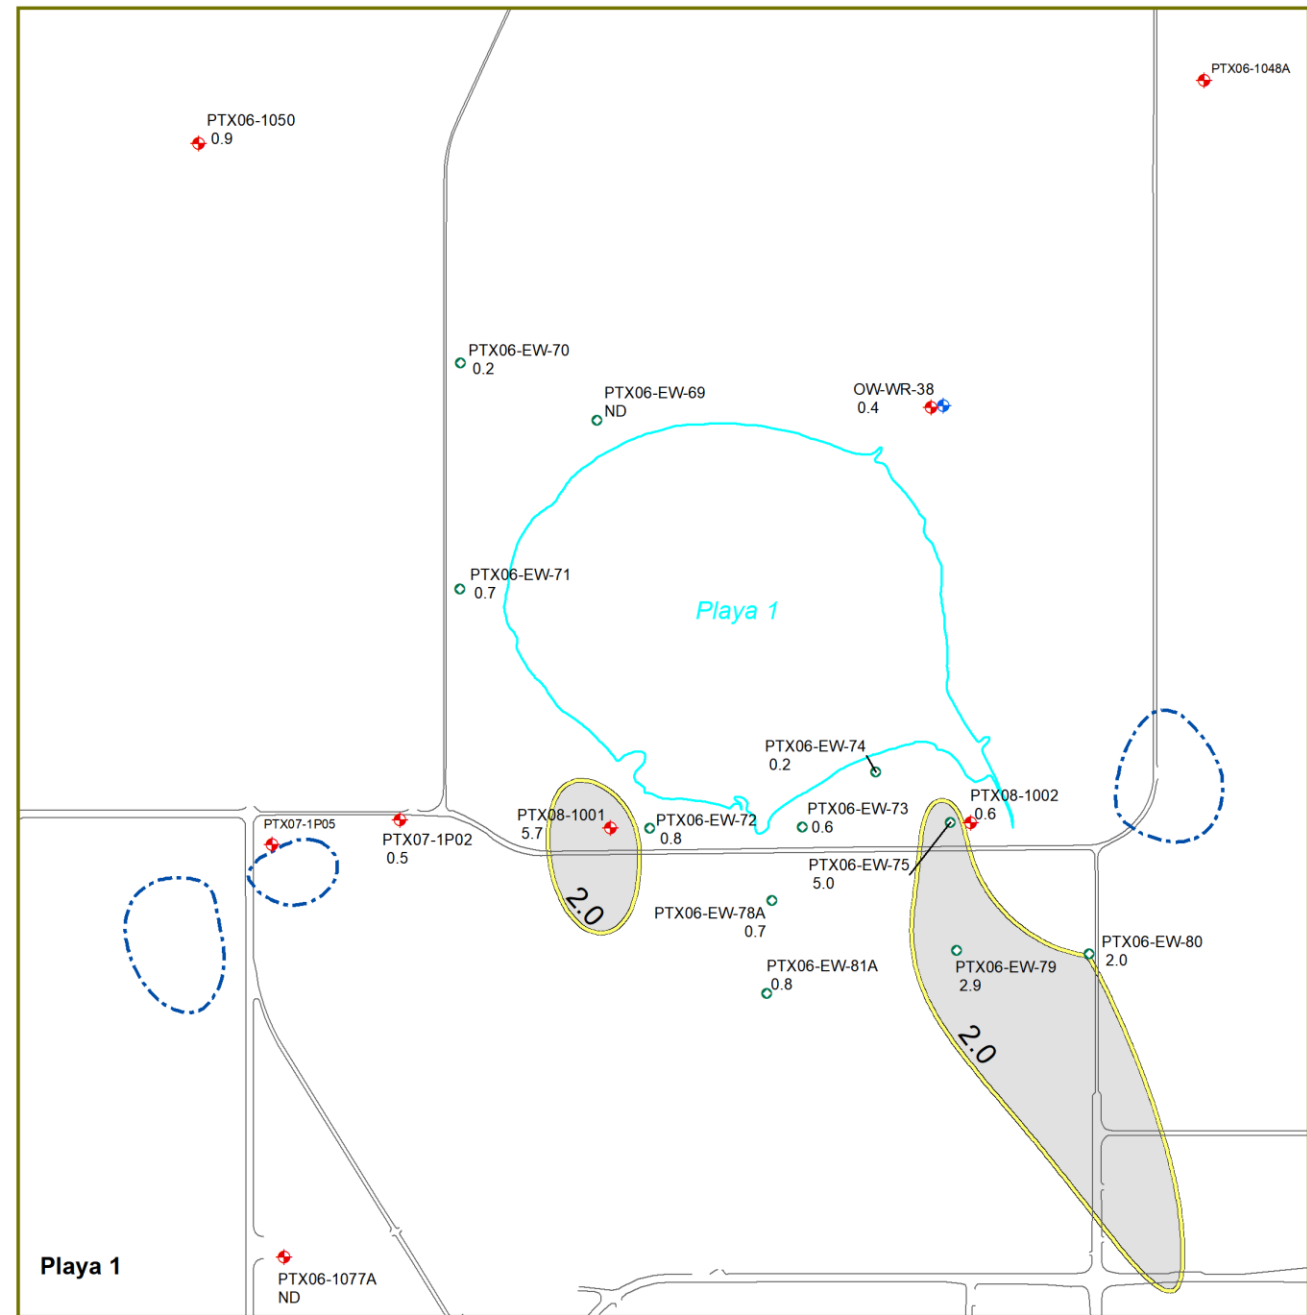 PTX06-1048A
PTX06-1050
0.9
PTX06-EW-70
0.2
PTX06-EW-69
ND
OW-WR-38
0.4
PTX06-EW-71
0.7
Playa 1
PTX06-EW-74
0.2
PTX08-1002
0.6
PTX06-EW-73
0.6
PTX08-1001
5.7
PTX06-EW-72
0.8
PTX07-1P05
PTX07-1P02
0.5
PTX06-EW-75
5.0
2.0
PTX06-EW-78A
0.7
PTX06-EW-80
2.0
PTX06-EW-81A
0.8
PTX06-EW-79
2.9
2.0
Playa 1
PTX06-1077A
ND